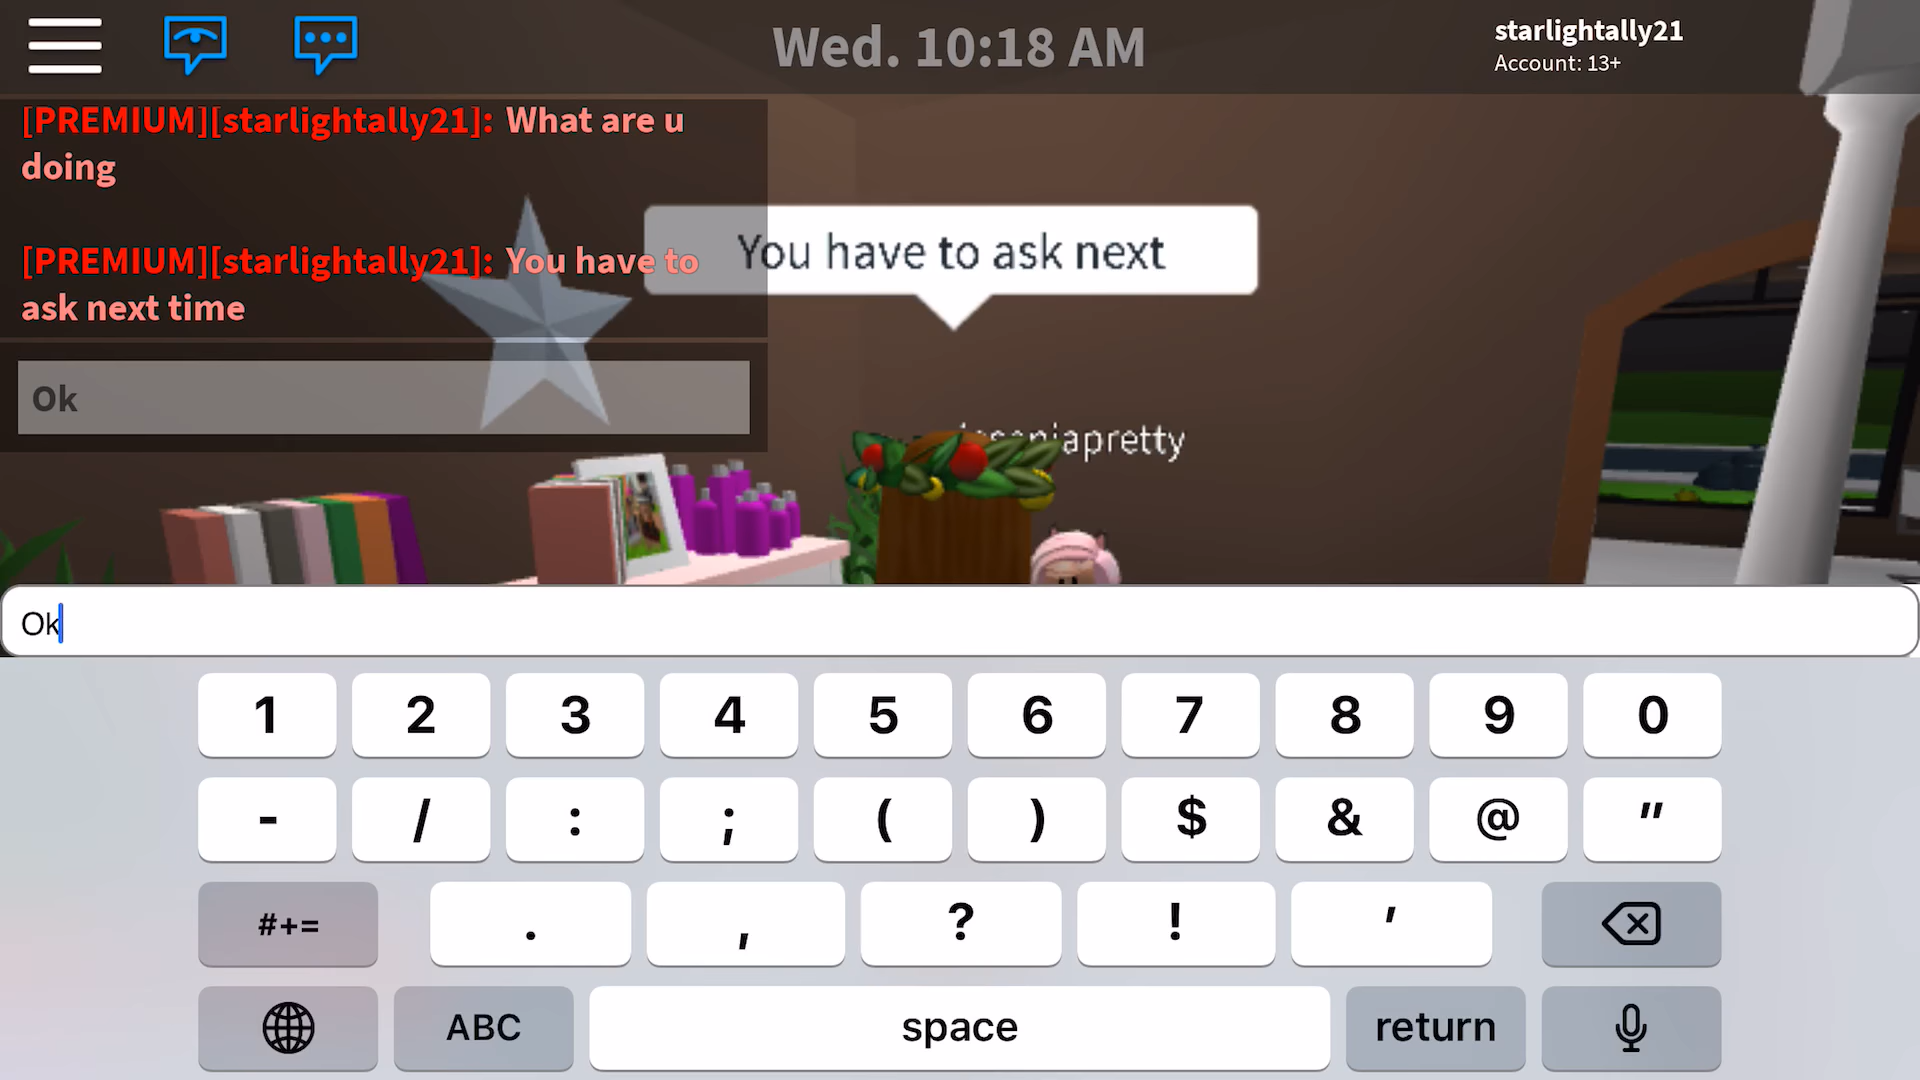 Wed. 10:18 AM
starlightally21
Account: 13+
[PREMIUM][starlightally21]: What are u
doing
[PREMIUM][starlightally21]: You have to
ask next time
You have to ask next
Ok
Ok
1 2 3 4 5 6 7 8 9 0
- / : ; ( ) $ & @ "
#+= . , ? ! '
ABC space return